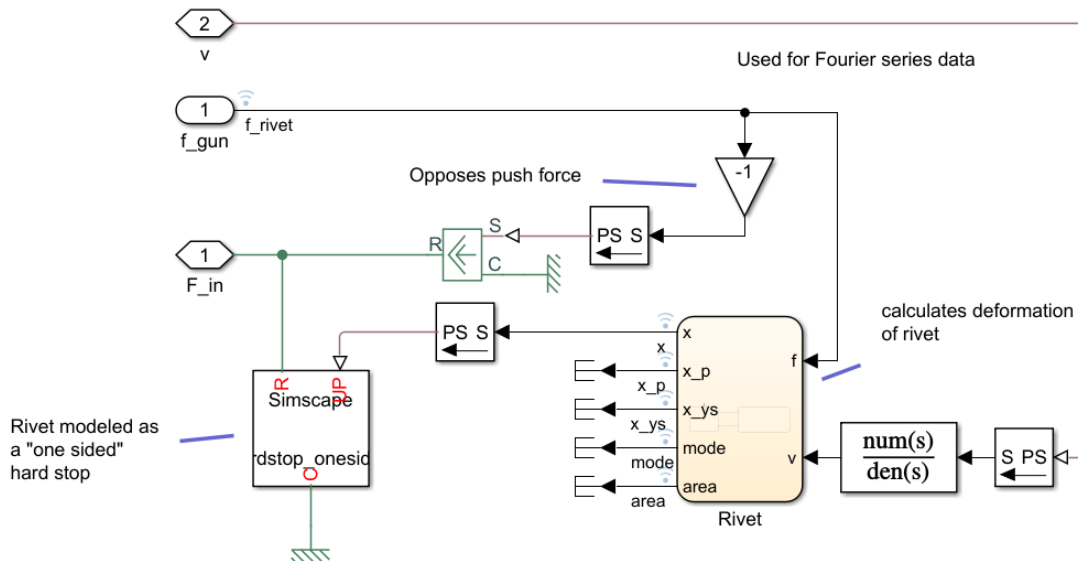 2
v
Used for Fourier series data
1
f_rivet
f_gun
-1
Opposes push force
S
PS S
R
C
1
F_in
calculates deformation
of rivet
PS S
x
x
f
UP
R
Simscape
x_p
x_p
x_ys
x_ys
Rivet modeled as
a "one sided"
hard stop
mode
mode
v
num(s)
den(s)
S PS
rdstop_onesid
C
area
area
Rivet